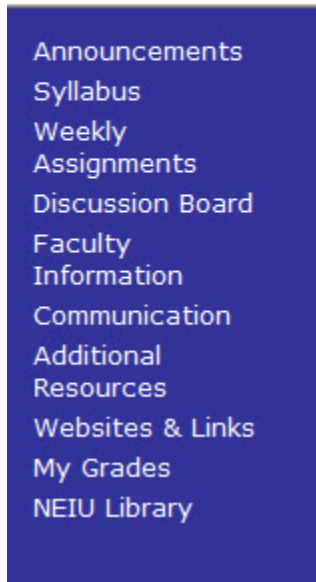 Announcements
Syllabus
Weekly
Assignments
Discussion Board
Faculty
Information
Communication
Additional
Resources
Websites & Links
My Grades
NEIU Library